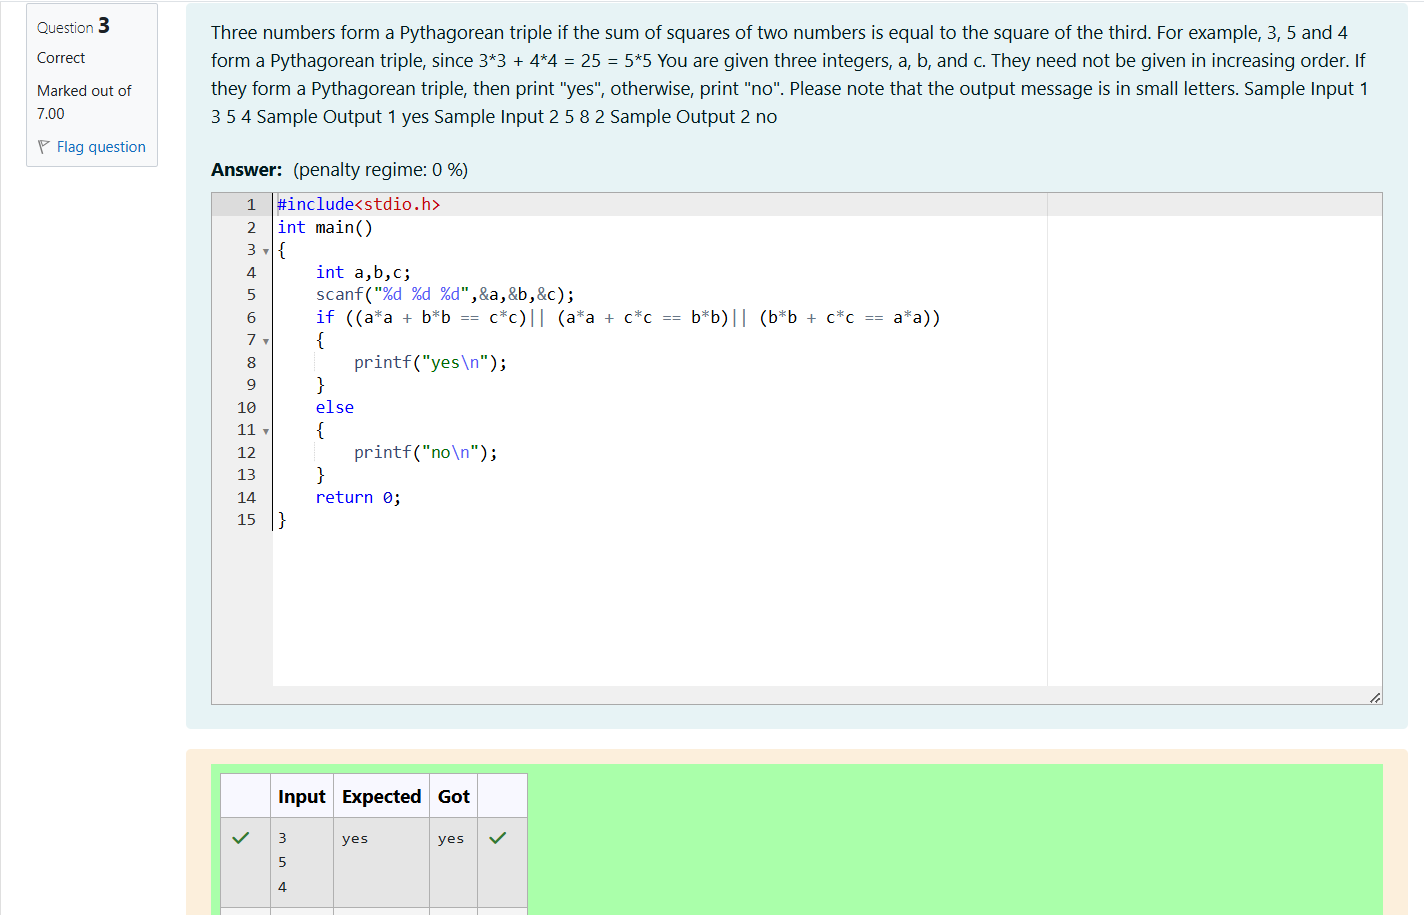 Question 3
Correct
Marked out of
7.00
Flag question
Three numbers form a Pythagorean triple if the sum of squares of two numbers is equal to the square of the third. For example, 3, 5 and 4
form a Pythagorean triple, since 3*3 + 4*4 = 25 = 5*5 You are given three integers, a, b, and c. They need not be given in increasing order. If
they form a Pythagorean triple, then print "yes", otherwise, print "no". Please note that the output message is in small letters. Sample Input 1
3 5 4 Sample Output 1 yes Sample Input 2 5 8 2 Sample Output 2 no
Answer: (penalty regime: 0 %)
1 #include<stdio.h>
2 int main()
3 {
4     int a,b,c;
5     scanf("%d %d %d",&a,&b,&c);
6     if ((a*a + b*b == c*c)|| (a*a + c*c == b*b)|| (b*b + c*c == a*a))
7     {
8         printf("yes\n");
9     }
10     else
11     {
12         printf("no\n");
13     }
14     return 0;
15 }
Input Expected Got
3 yes yes
5
4